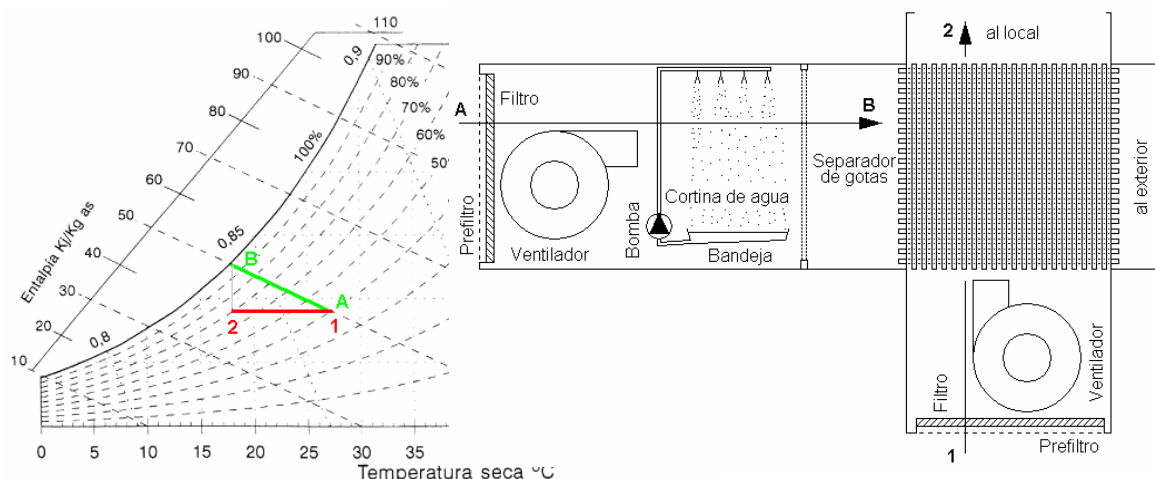 110
100
90
80
70
60
50
40
30
20
10
0,9
90%
80%
70%
60%
50%
100%
0,85
0,8
Entalpía Kj/Kg as
B
A
2
1
0
5
10
15
20
25
30
35
Temperatura seca ºC
A
Prefiltro
Filtro
Ventilador
Bomba
Cortina de agua
Bandeja
B
Separador
de gotas
2
al local
al exterior
Filtro
Ventilador
Prefiltro
1